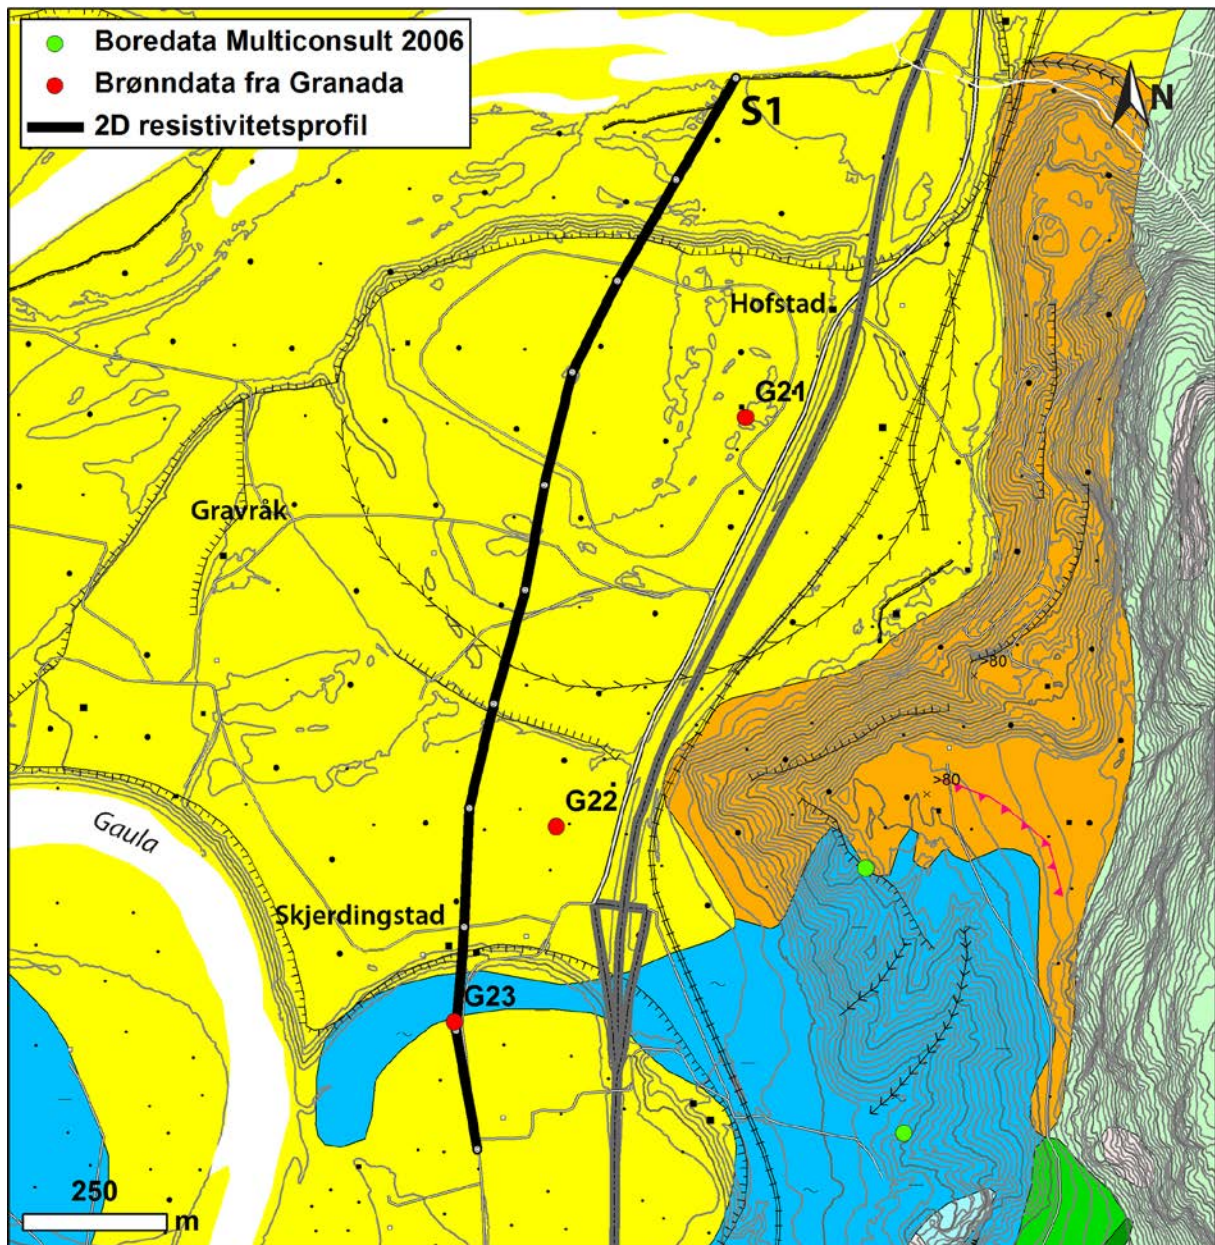 Boredata Multiconsult 2006
Brønndata fra Granada
2D resistivitetsprofil
S1
N
Hofstad
G21
Gravråk
>80
>80
G22
Gaula
Skjerdingstad
G23
250
m